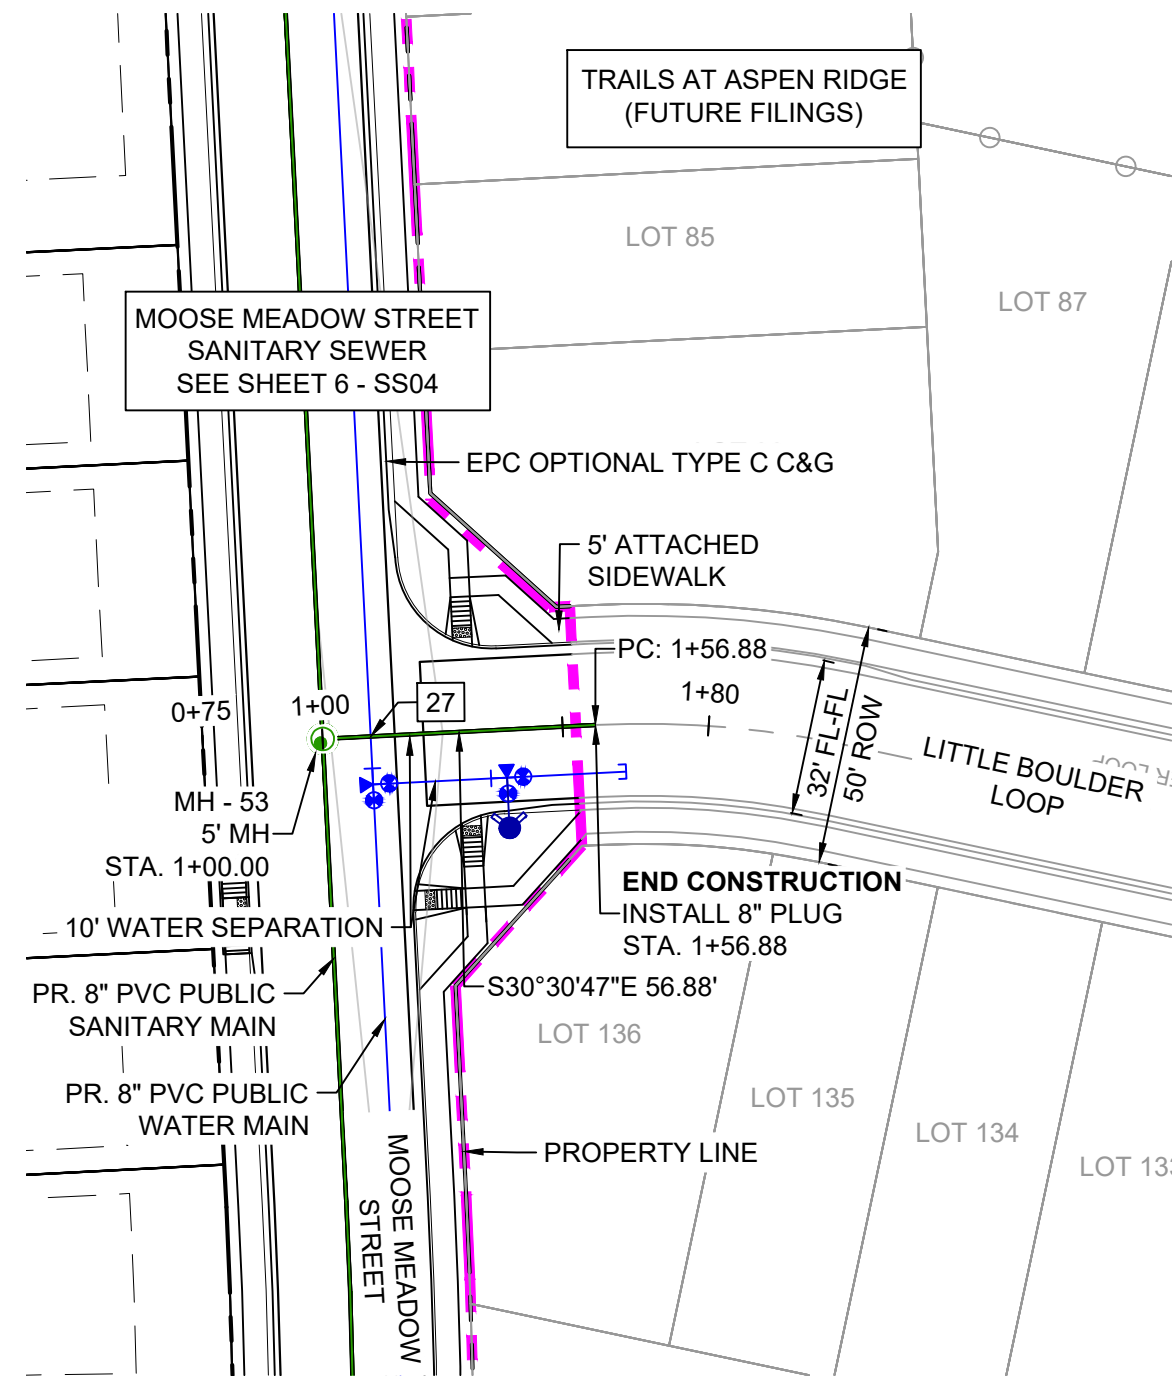 TRAILS AT ASPEN RIDGE
(FUTURE FILINGS)
LOT 85
LOT 87
MOOSE MEADOW STREET
SANITARY SEWER
SEE SHEET 6 - SS04
EPC OPTIONAL TYPE C C&G
5' ATTACHED
SIDEWALK
PC: 1+56.88
0+75
1+00
27
1+80
32' FL-FL
50' ROW
LITTLE BOULDER
LOOP
MH - 53
5' MH
STA. 1+00.00
END CONSTRUCTION
INSTALL 8" PLUG
STA. 1+56.88
10' WATER SEPARATION
S30°30'47"E 56.88'
PR. 8" PVC PUBLIC
SANITARY MAIN
LOT 136
PR. 8" PVC PUBLIC
WATER MAIN
LOT 135
LOT 134
LOT 133
PROPERTY LINE
MOOSE MEADOW
STREET